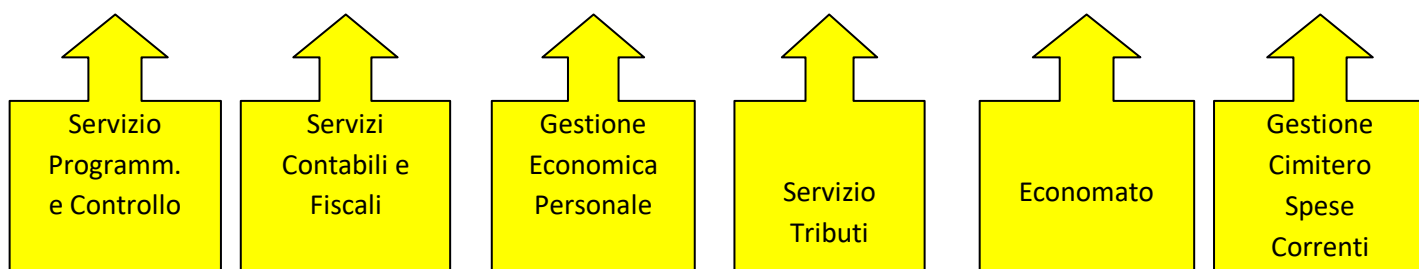 Servizio
Programm.
e Controllo
Servizi
Contabili e
Fiscali
Gestione
Economica
Personale
Servizio
Tributi
Economato
Gestione
Cimitero
Spese
Correnti